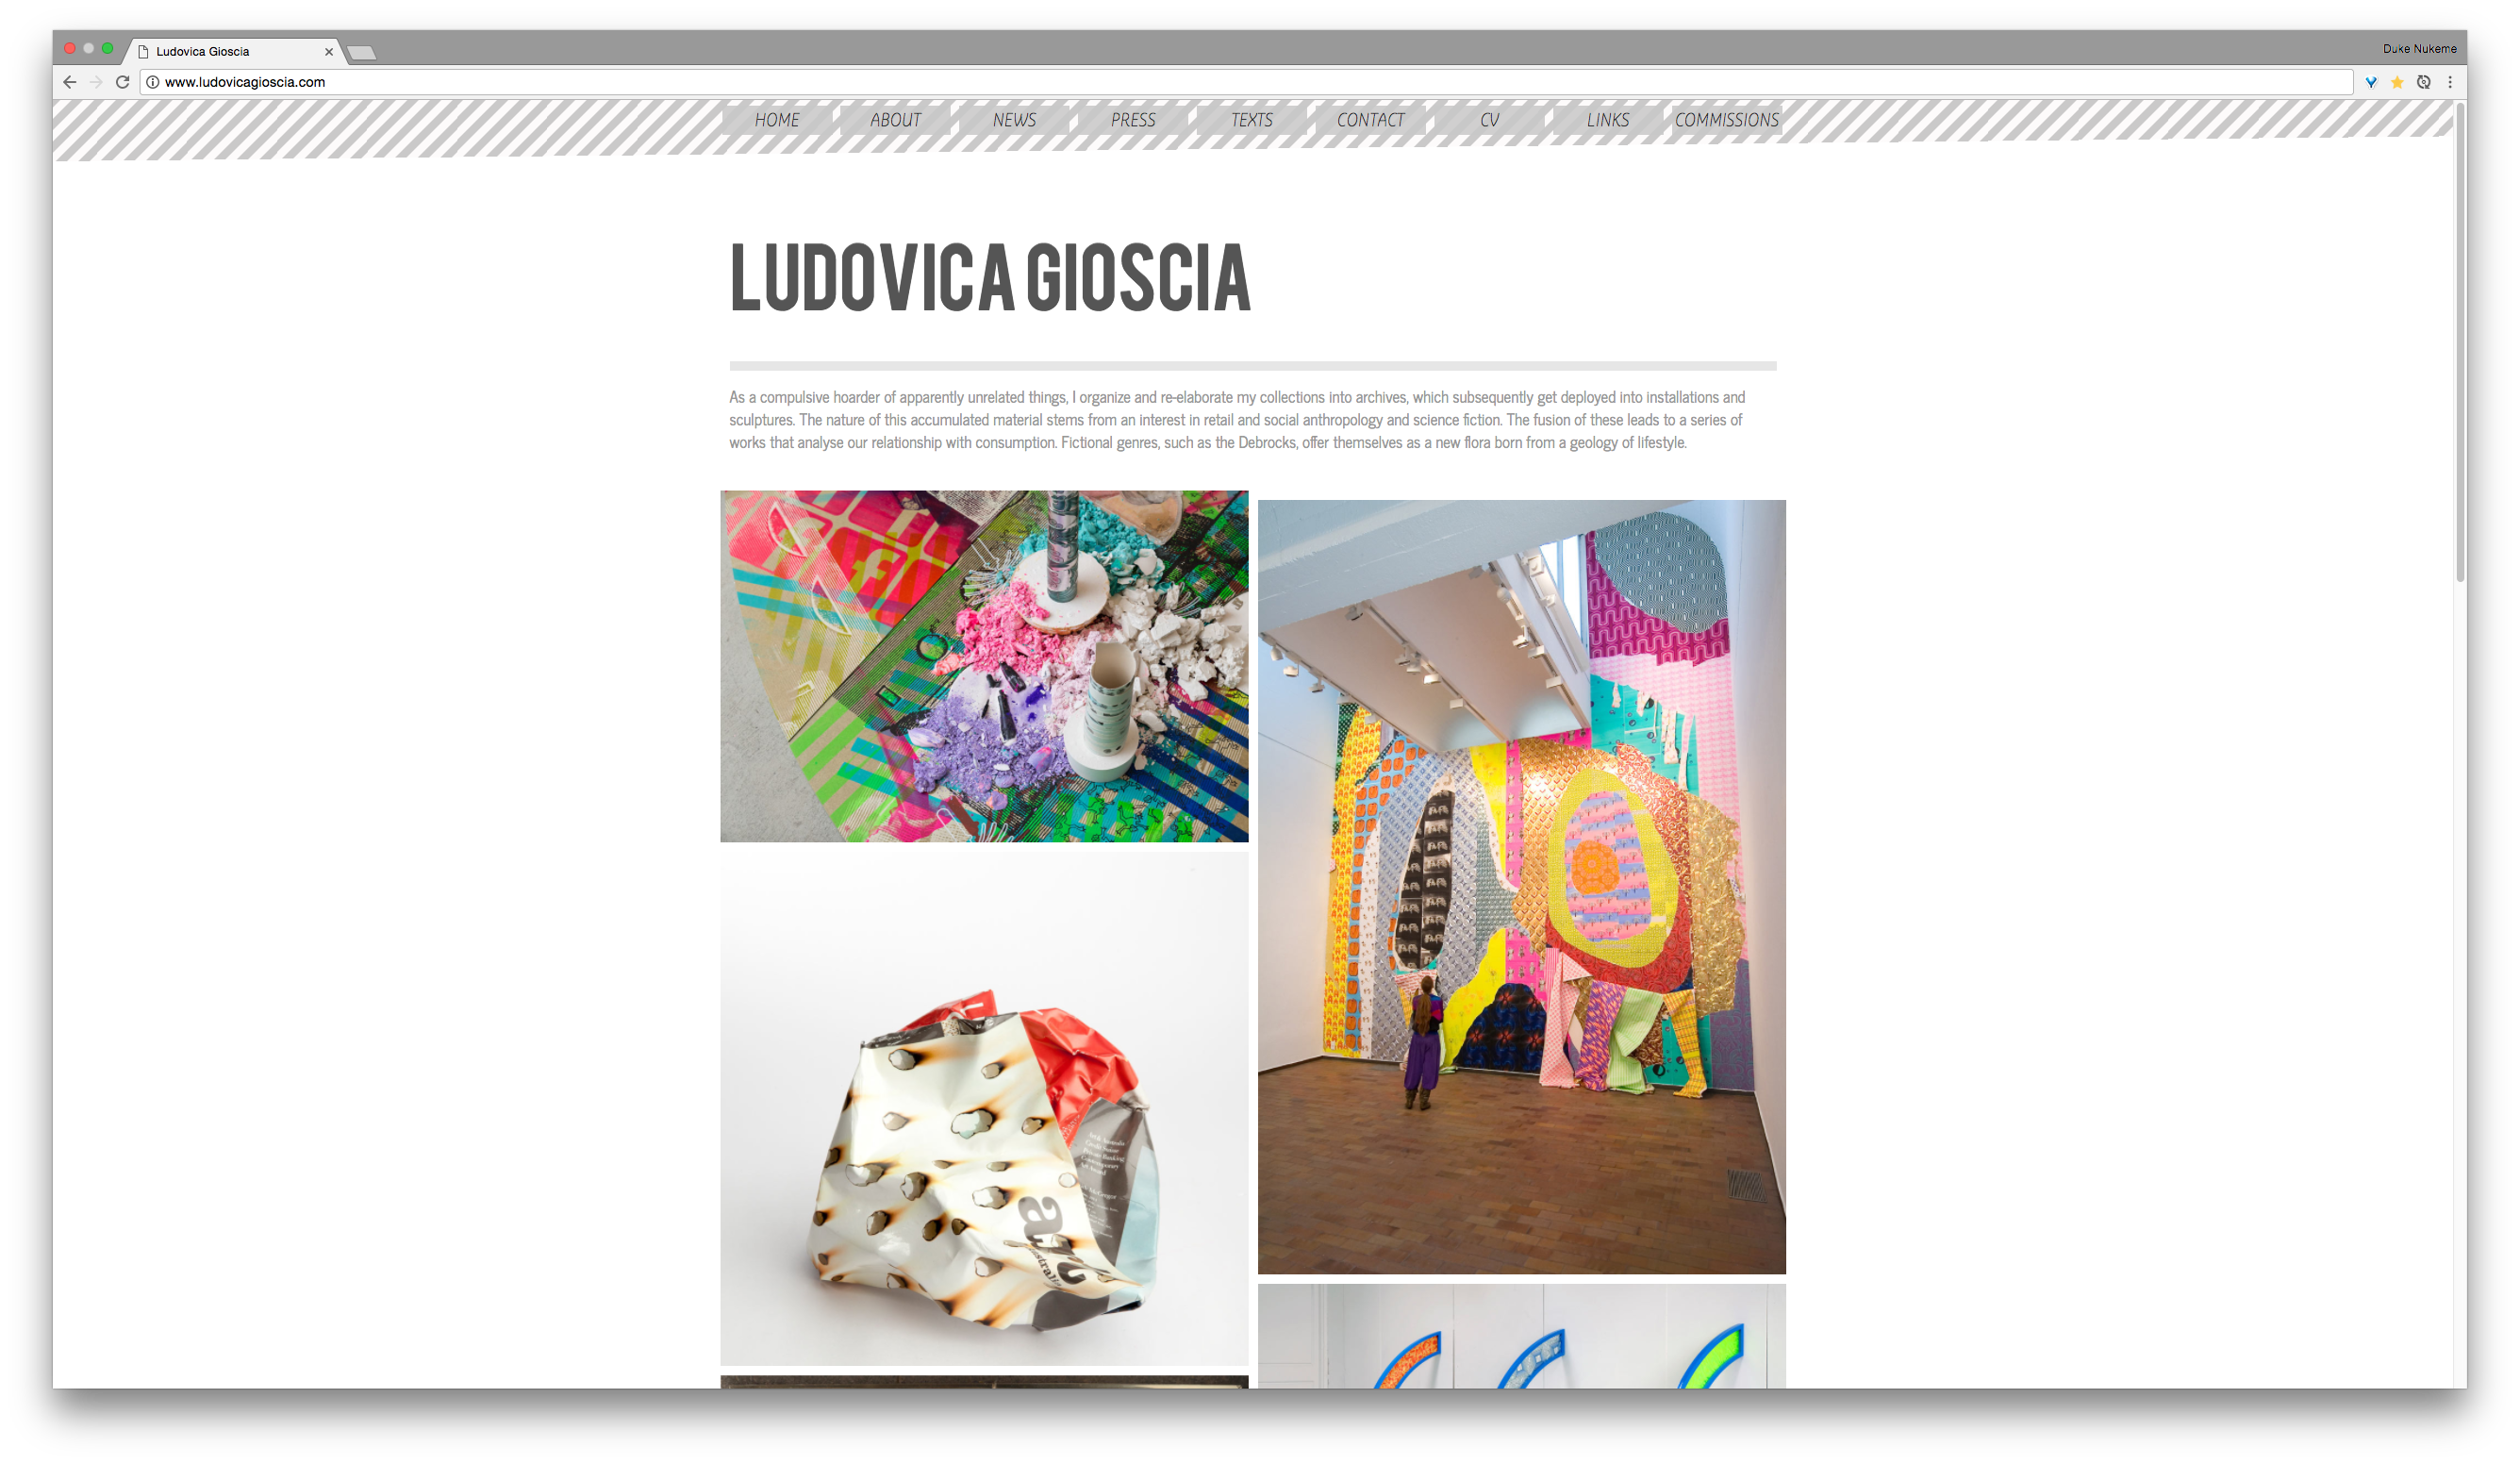 Ludovica Gioscia
Duke Nukeme
www.ludovicagioscia.com
HOME ABOUT NEWS PRESS TEXTS CONTACT CV LINKS COMMISSIONS
LUDOVICA GIOSCIA
As a compulsive hoarder of apparently unrelated things, I organize and re-elaborate my collections into archives, which subsequently get deployed into installations and
sculptures. The nature of this accumulated material stems from an interest in retail and social anthropology and science fiction. The fusion of these leads to a series of
works that analyse our relationship with consumption. Fictional genres, such as the Debrocks, offer themselves as a new flora born from a geology of lifestyle.
f
Private Banking
Contemporary